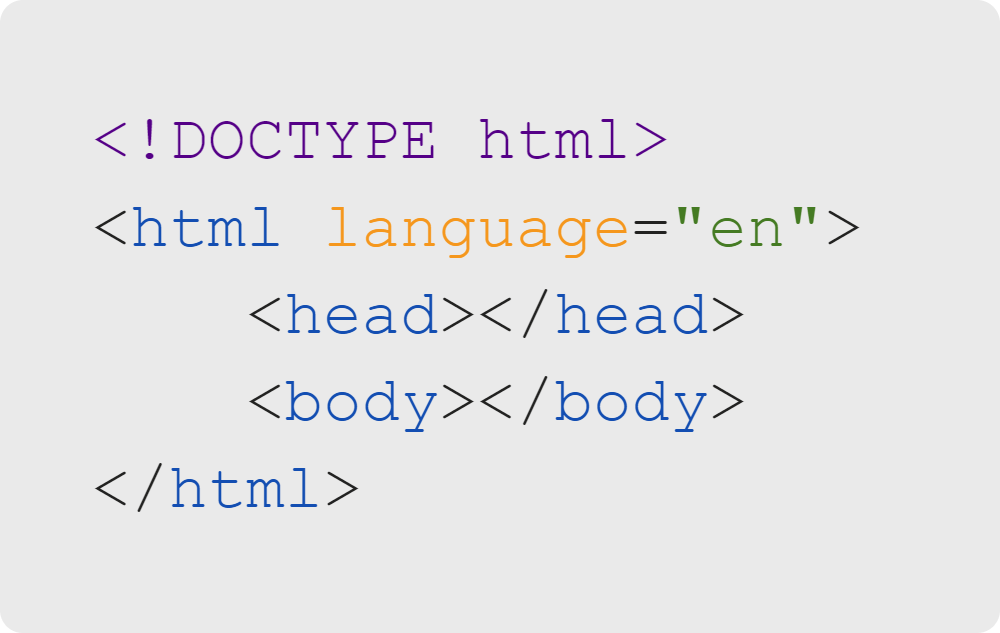 <!DOCTYPE html>
<html language="en">
    <head></head>
    <body></body>
</html>